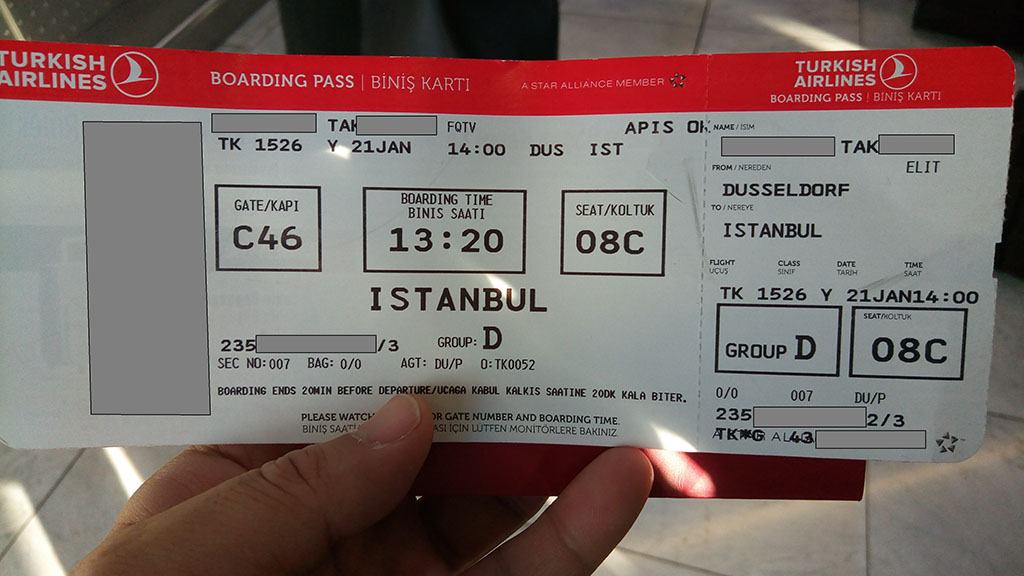 TURKISH AIRLINES
BOARDING PASS | BİNİŞ KARTI
A STAR ALLIANCE MEMBER
TAK
FQTV
APIS OK
TK 1526 Y 21JAN 14:00 DUS IST
GATE/KAPI
C46
BOARDING TIME
BINIS SAATI
13:20
SEAT/KOLTUK
08C
ISTANBUL
GROUP: D
235 /3
SEC NO:007 BAG: 0/0 AGT: DU/P O:TK0052
BOARDING ENDS 20MIN BEFORE DEPARTURE/UCAGA KABUL KALKIS SAATINE 20DK KALA BITER.
PLEASE WATCH OR GATE NUMBER AND BOARDING TIME.
BİNİŞ ASI İÇİN LÜTFEN MONİTÖRLERE BAKINIZ.
TURKISH
AIRLINES
BOARDING PASS | BİNİŞ KARTI
NAME / İSİM
TAK
ELIT
FROM / NEREDEN
DUSSELDORF
TO / NEREYE
ISTANBUL
FLIGHT CLASS DATE TIME
UÇUŞ SINIF TARIH SAAT
TK 1526 Y 21JAN14:00
GROUP D
SEAT/KOLTUK
08C
0/0 007 DU/P
235 2/3
TK*G 43